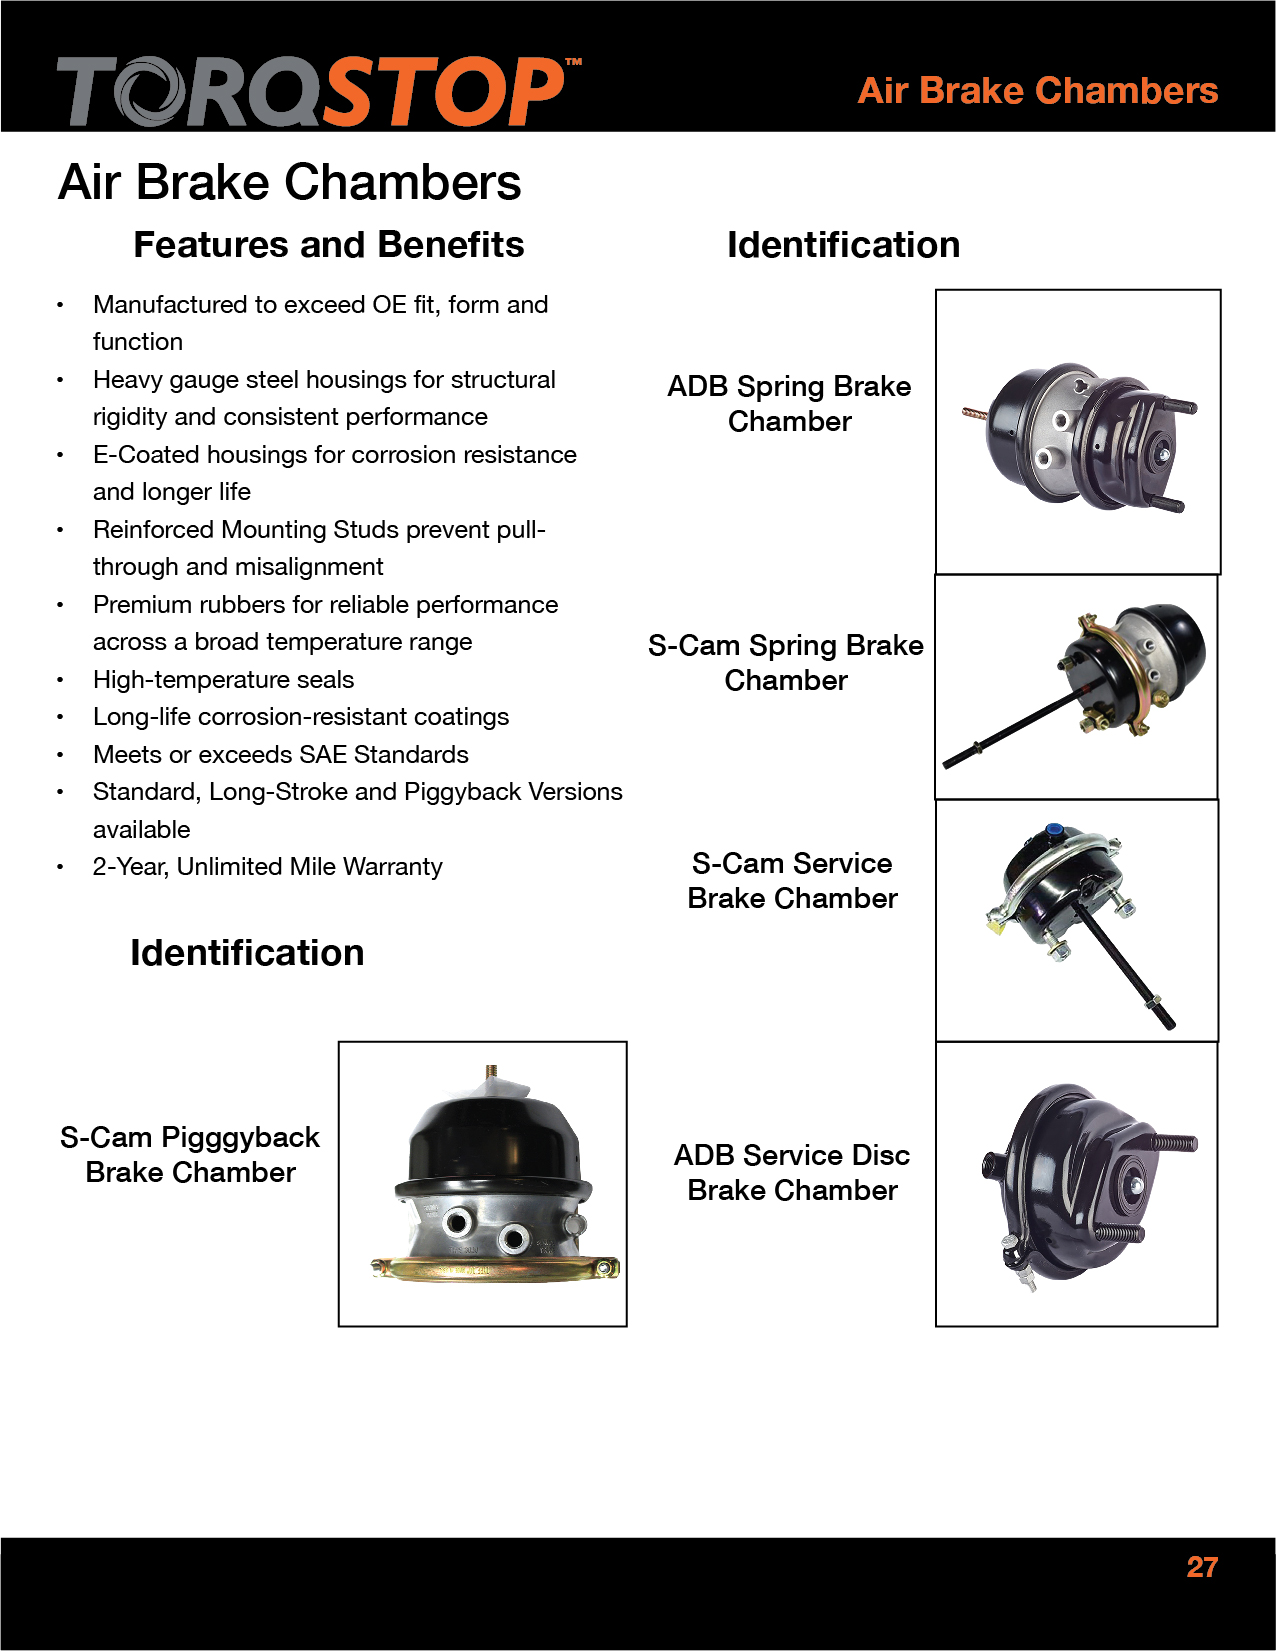 TORQSTOP™
Air Brake Chambers
Air Brake Chambers
Features and Benefits
• Manufactured to exceed OE fit, form and
function
• Heavy gauge steel housings for structural
rigidity and consistent performance
• E-Coated housings for corrosion resistance
and longer life
• Reinforced Mounting Studs prevent pull-
through and misalignment
• Premium rubbers for reliable performance
across a broad temperature range
• High-temperature seals
• Long-life corrosion-resistant coatings
• Meets or exceeds SAE Standards
• Standard, Long-Stroke and Piggyback Versions
available
• 2-Year, Unlimited Mile Warranty
Identification
S-Cam Pigggyback
Brake Chamber
Identification
ADB Spring Brake
Chamber
S-Cam Spring Brake
Chamber
S-Cam Service
Brake Chamber
ADB Service Disc
Brake Chamber
27